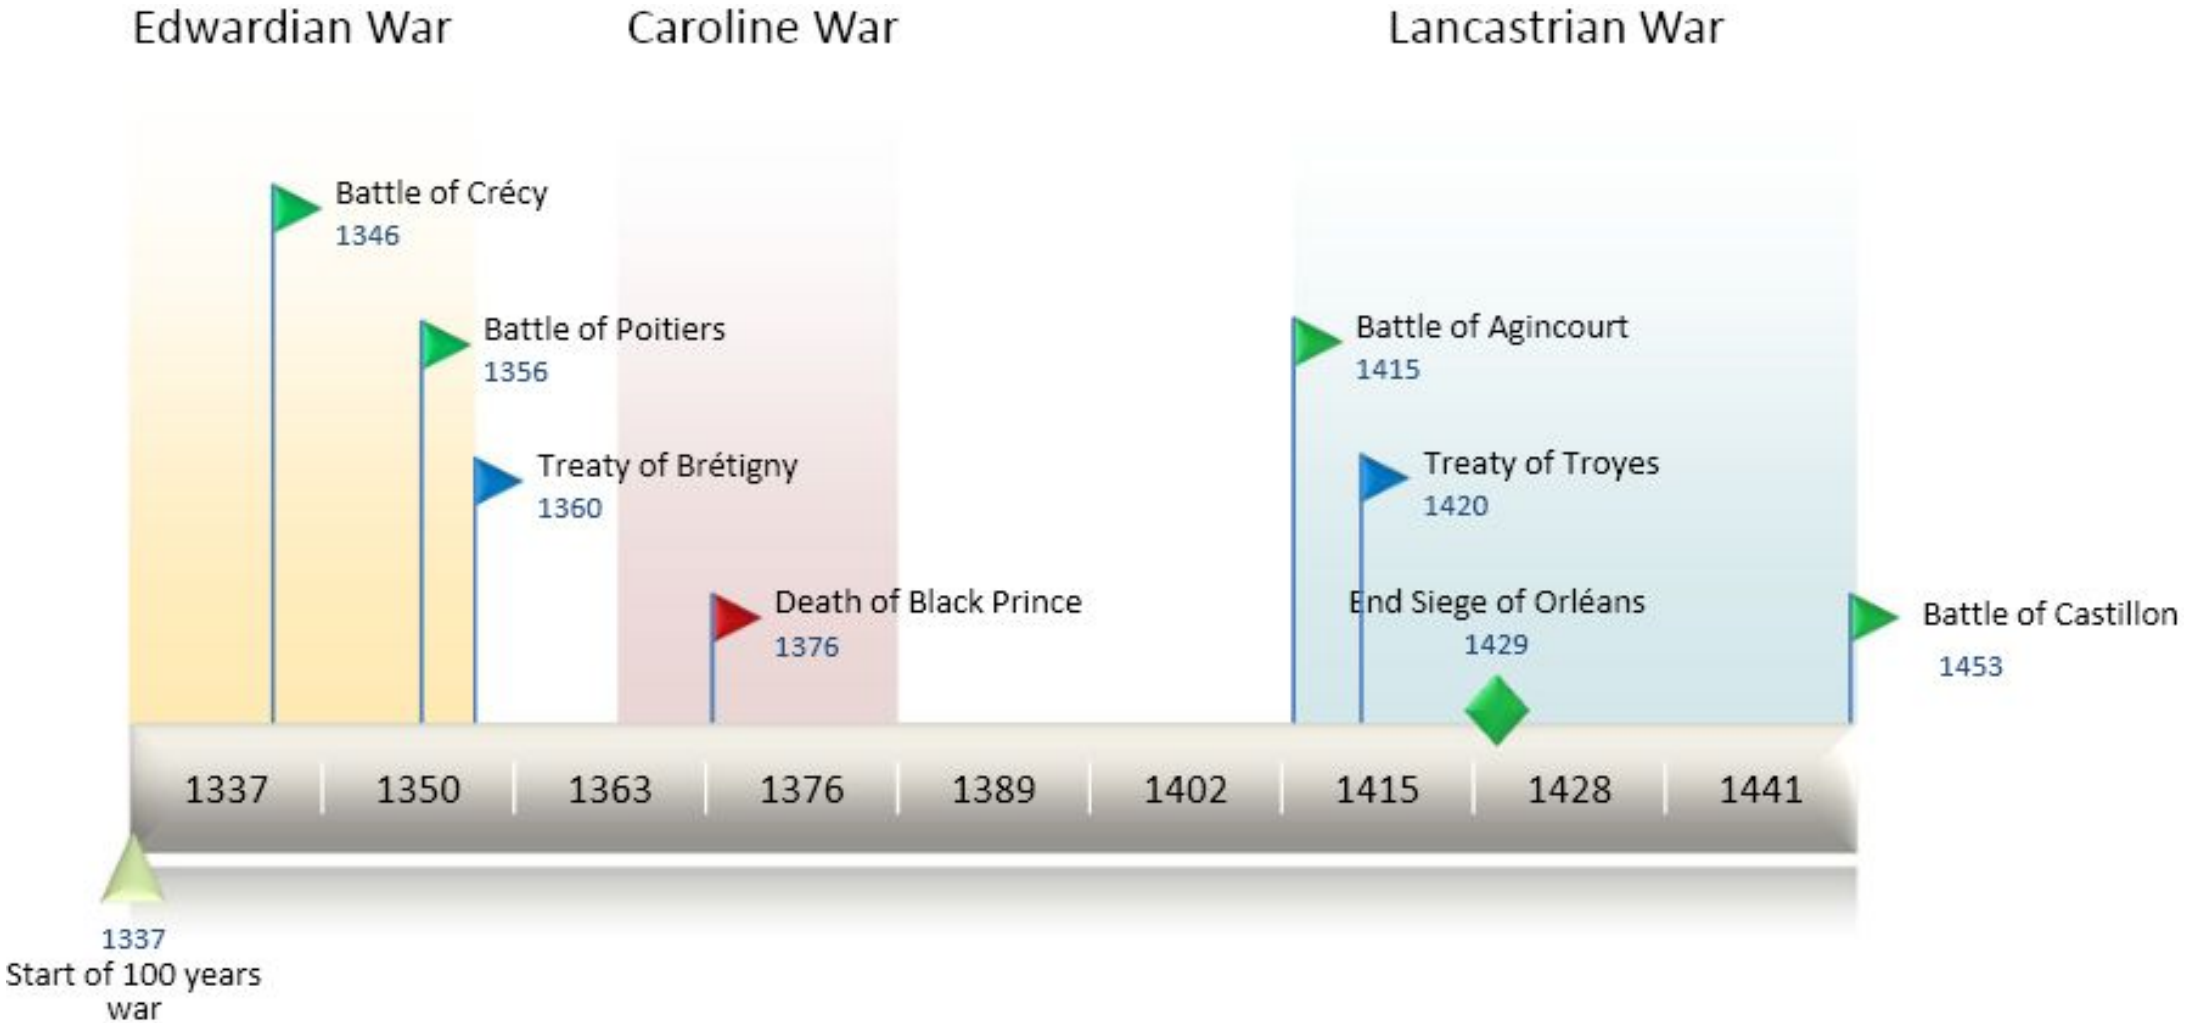 Edwardian War
Caroline War
Lancastrian War
Battle of Crécy
1346
Battle of Poitiers
1356
Treaty of Brétigny
1360
Death of Black Prince
1376
Battle of Agincourt
1415
Treaty of Troyes
1420
End Siege of Orléans
1429
Battle of Castillon
1453
1337 1350 1363 1376 1389 1402 1415 1428 1441
1337
Start of 100 years
war